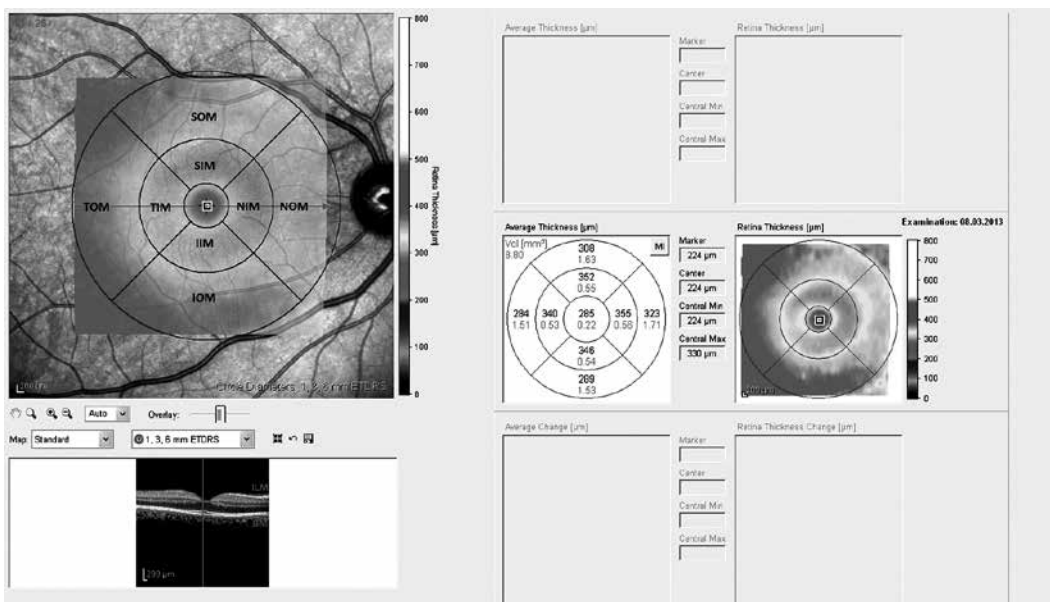 800
700
600
500
400
300
200
100
0
Retina Thickness [µm]
SOM
SIM
TOM
TIM
NIM
NOM
IIM
IOM
Circle Diameters: 1, 3, 6 mm ETDRS
Auto
Overlay:
Map:
Standard
1, 3, 6 mm ETDRS
ILM
BM
200 µm
Average Thickness [µm]
Marker
Center
Central Min
Central Max
Retina Thickness [µm]
Average Thickness [µm]
Vol [mm³]
8.80
308
1.63
MI
352
0.55
284
340
285
355
323
1.51
0.53
0.22
0.56
1.71
346
0.54
289
1.53
Marker
224 µm
Center
224 µm
Central Min
224 µm
Central Max
330 µm
Retina Thickness [µm]
Examination: 08.03.2013
800
700
600
500
400
300
200
100
0
Average Change [µm]
Marker
Center
Central Min
Central Max
Retina Thickness Change [µm]